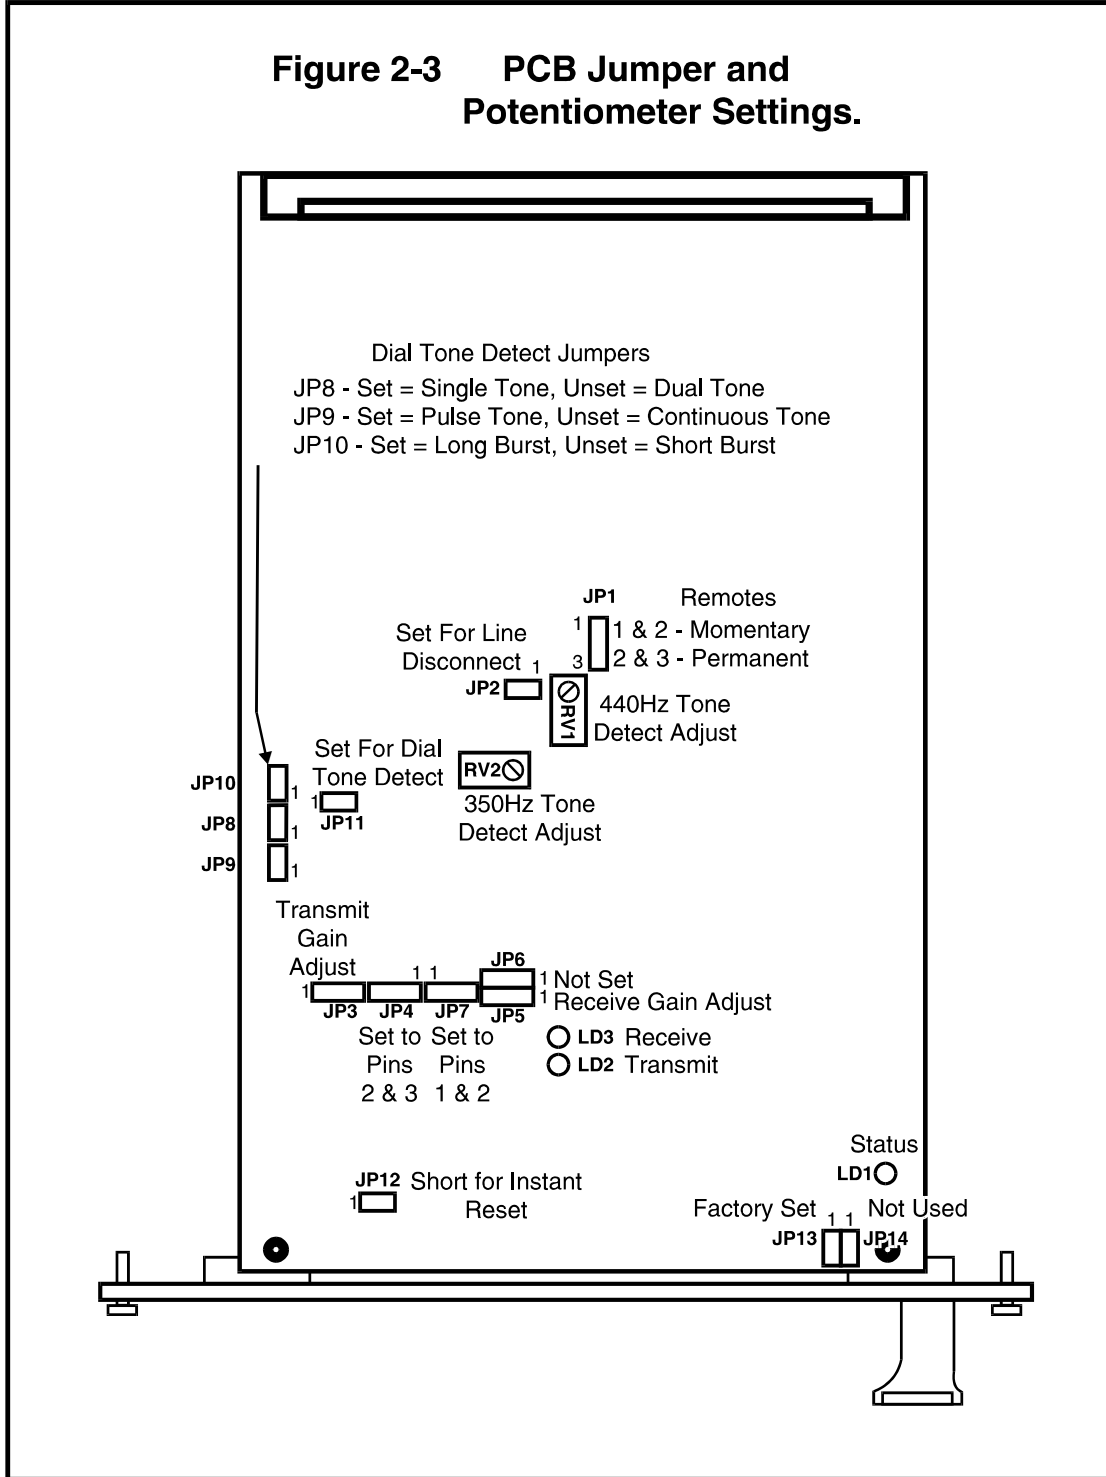 Figure 2-3 PCB Jumper and
Potentiometer Settings.
Dial Tone Detect Jumpers
JP8 - Set = Single Tone, Unset = Dual Tone
JP9 - Set = Pulse Tone, Unset = Continuous Tone
JP10 - Set = Long Burst, Unset = Short Burst
JP1 Remotes
1 1 & 2 - Momentary
3 2 & 3 - Permanent
Set For Line
Disconnect 1
JP2
RV1
440Hz Tone
Detect Adjust
Set For Dial
Tone Detect
1
JP11
RV2
350Hz Tone
Detect Adjust
JP10 1
JP8 1
JP9 1
Transmit
Gain
Adjust
1 JP3
1 JP4
1 JP7
JP6 1 Not Set
JP5 1 Receive Gain Adjust
Set to
Pins
2 & 3
Set to
Pins
1 & 2
LD3 Receive
LD2 Transmit
Status
LD1
JP12 Short for Instant
1 Reset
Factory Set 1 1 Not Used
JP13 JP14